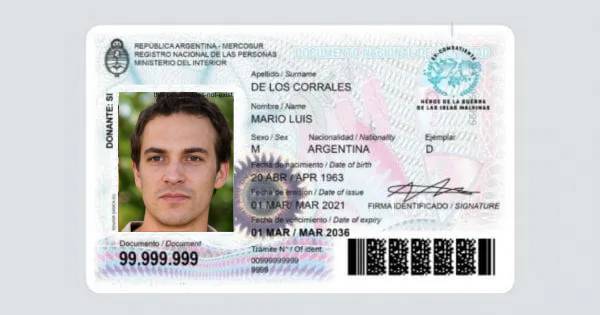 REPÚBLICA ARGENTINA - MERCOSUR
REGISTRO NACIONAL DE LAS PERSONAS
MINISTERIO DEL INTERIOR
DOCUMENTO NACIONAL DE
EX COMBATIENTE
HÉROE DE LA GUERRA
DE LAS ISLAS MALVINAS
DONANTE: SI
Apellido / Surname
DE LOS CORRALES
Nombre / Name
MARIO LUIS
Sexo / Sex Nacionalidad / Nationality Ejemplar
M ARGENTINA D
Fecha de nacimiento / Date of birth
20 ABR / APR 1963
Fecha de emisión / Date of issue
01 MAR/ MAR 2021
FIRMA IDENTIFICADO / SIGNATURE
Fecha de vencimiento / Date of expiry
01 MAR / MAR 2036
Trámite N° / Of ident.
00999999999
9999
Documento / Document
99.999.999